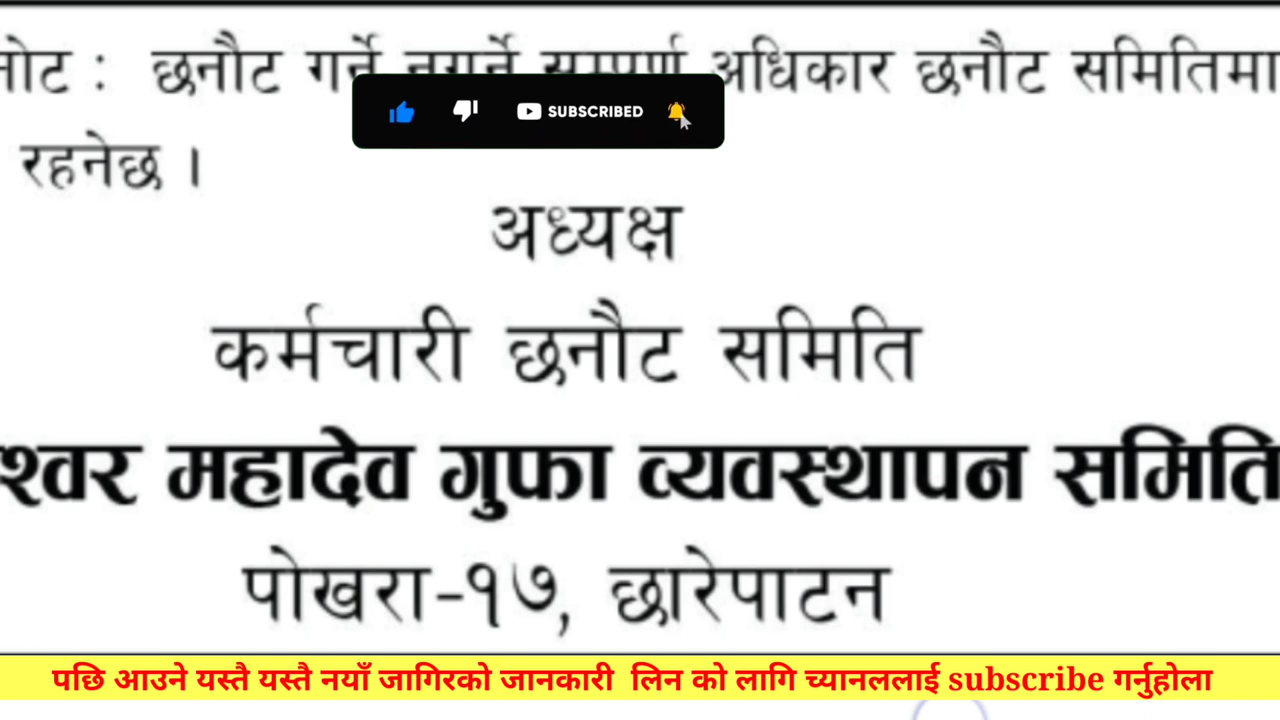 नोट : छनौट गर्ने नगर्ने सम्पूर्ण अधिकार छनौट समितिमा
SUBSCRIBED
रहनेछ ।
अध्यक्ष
कर्मचारी छनौट समिति
श्वर महादेव गुफा व्यवस्थापन समिति
पोखरा-१७, छोरेपाटन
पछि आउने यस्तै यस्तै नयाँ जागिरको जानकारी लिन को लागि च्यानललाई subscribe गर्नुहोला